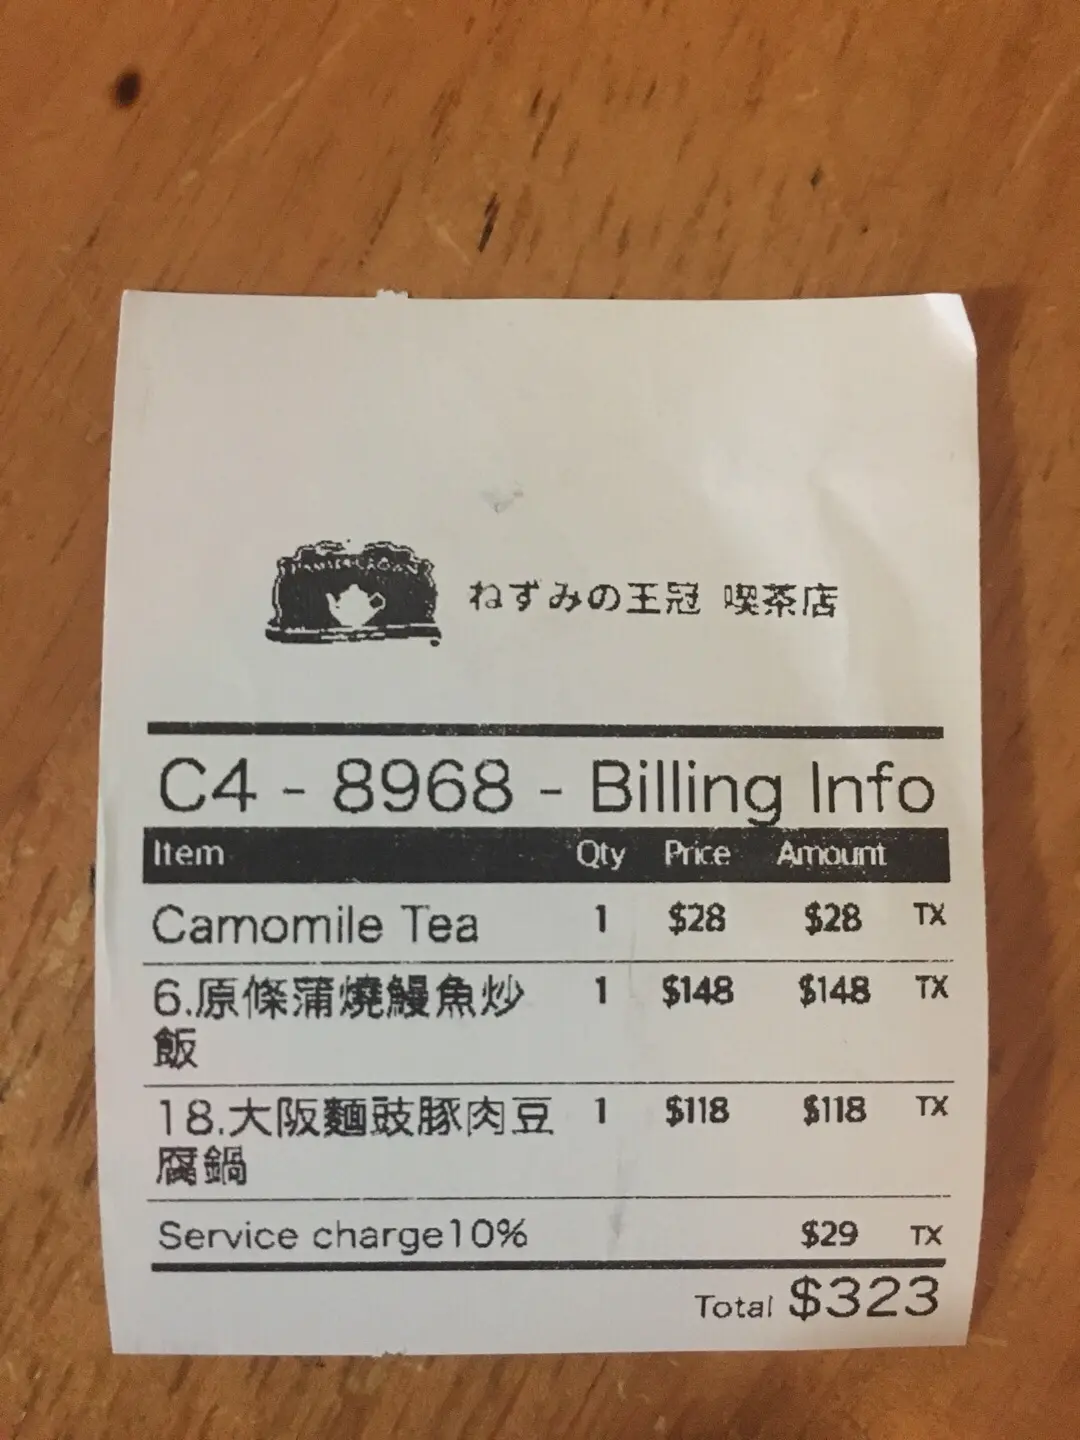 ねずみの王冠 喫茶店
C4 - 8968 - Billing Info
Item Qty Price Amount
Camomile Tea 1 $28 $28 TX
6.原條蒲燒鰻魚炒 1 $148 $148 TX
飯
18.大阪麵豉豚肉豆 1 $118 $118 TX
腐鍋
Service charge10% $29 TX
Total $323